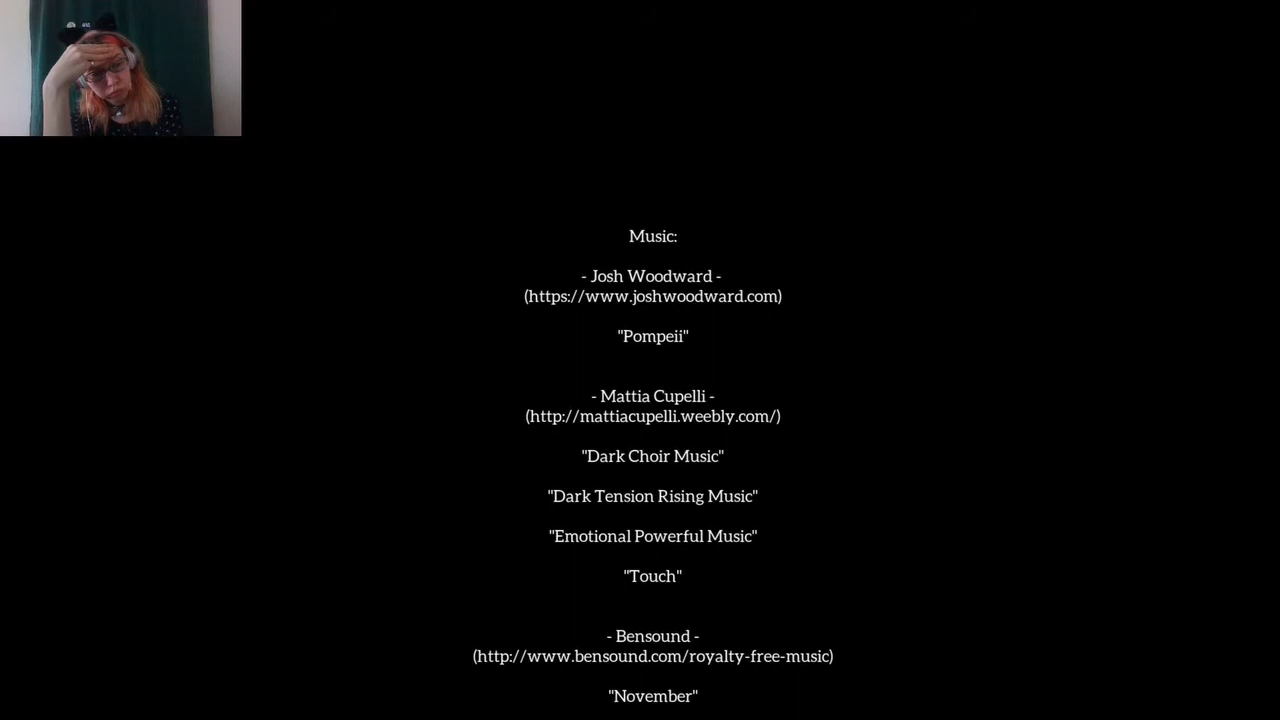 Music:
- Josh Woodward -
(https://www.joshwoodward.com)
"Pompeii"
- Mattia Cupelli -
(http://mattiacupelli.weebly.com/)
"Dark Choir Music"
"Dark Tension Rising Music"
"Emotional Powerful Music"
"Touch"
- Bensound -
(http://www.bensound.com/royalty-free-music)
"November"